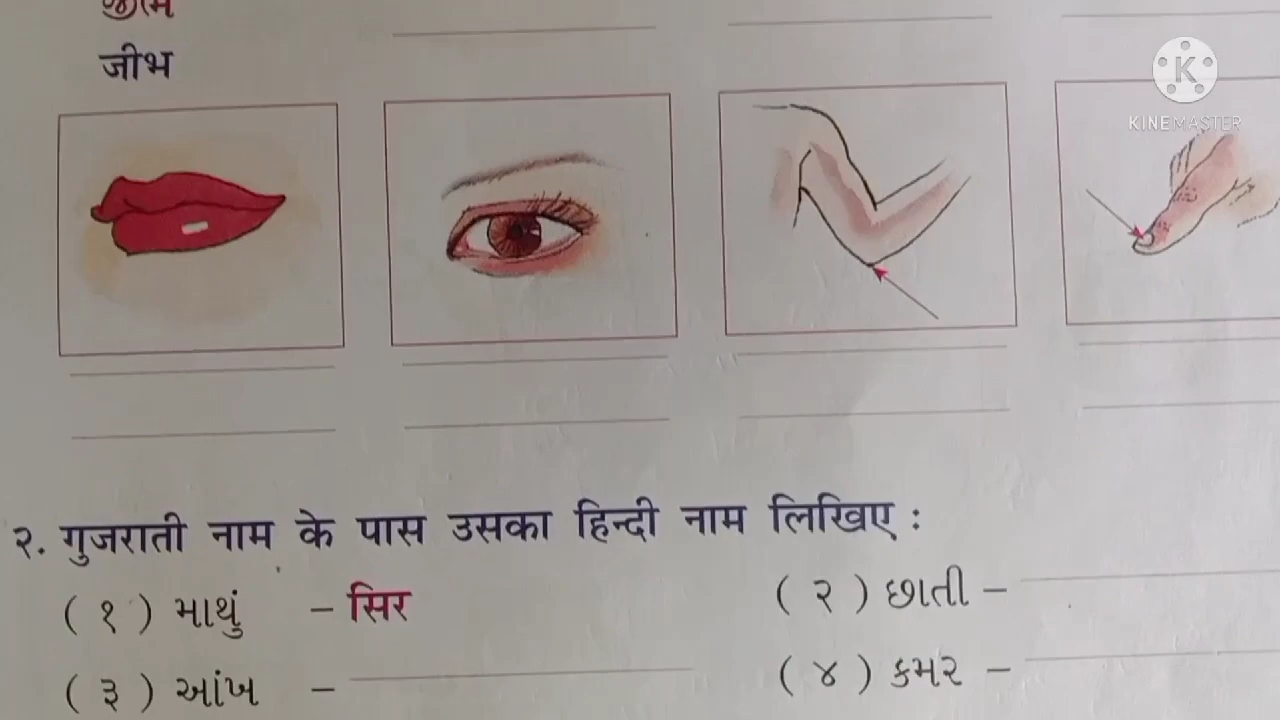 જીભ
जीभ
K
KINEMASTER
२. गुजराती नाम के पास उसका हिन्दी नाम लिखिए :
( १ ) માથું – सिर
( २ ) છાતી –
( ३ ) આંખ –
( ४ ) કમર –